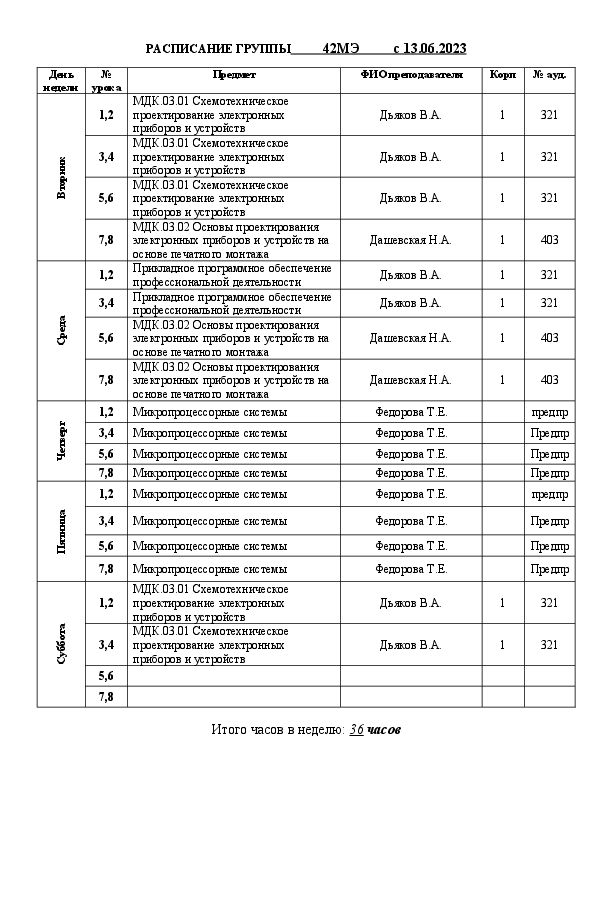 РАСПИСАНИЕ ГРУППЫ 42МЭ с 13.06.2023
День недели № урока Предмет ФИО преподавателя Корп № ауд.
Вторник
1,2 МДК.03.01 Схемотехническое проектирование электронных приборов и устройств Дьяков В.А. 1 321
3,4 МДК.03.01 Схемотехническое проектирование электронных приборов и устройств Дьяков В.А. 1 321
5,6 МДК.03.01 Схемотехническое проектирование электронных приборов и устройств Дьяков В.А. 1 321
7,8 МДК.03.02 Основы проектирования электронных приборов и устройств на основе печатного монтажа Дашевская Н.А. 1 403
Среда
1,2 Прикладное программное обеспечение профессиональной деятельности Дьяков В.А. 1 321
3,4 Прикладное программное обеспечение профессиональной деятельности Дьяков В.А. 1 321
5,6 МДК.03.02 Основы проектирования электронных приборов и устройств на основе печатного монтажа Дашевская Н.А. 1 403
7,8 МДК.03.02 Основы проектирования электронных приборов и устройств на основе печатного монтажа Дашевская Н.А. 1 403
Четверг
1,2 Микропроцессорные системы Федорова Т.Е. предпр
3,4 Микропроцессорные системы Федорова Т.Е. Предпр
5,6 Микропроцессорные системы Федорова Т.Е. Предпр
7,8 Микропроцессорные системы Федорова Т.Е. Предпр
Пятница
1,2 Микропроцессорные системы Федорова Т.Е. предпр
3,4 Микропроцессорные системы Федорова Т.Е. Предпр
5,6 Микропроцессорные системы Федорова Т.Е. Предпр
7,8 Микропроцессорные системы Федорова Т.Е. Предпр
Суббота
1,2 МДК.03.01 Схемотехническое проектирование электронных приборов и устройств Дьяков В.А. 1 321
3,4 МДК.03.01 Схемотехническое проектирование электронных приборов и устройств Дьяков В.А. 1 321
5,6
7,8
Итого часов в неделю: 36 часов